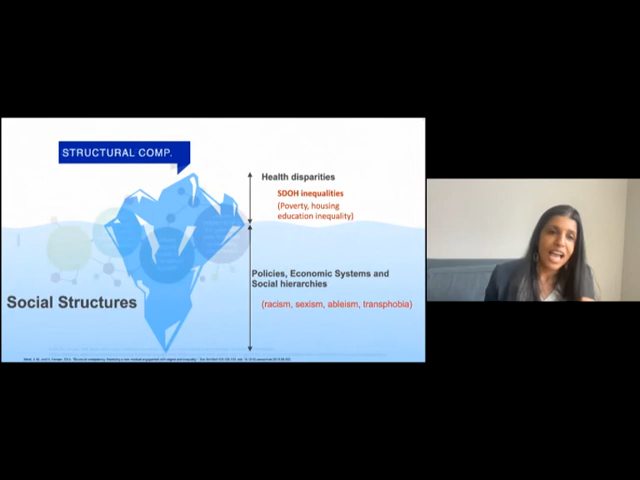 STRUCTURAL COMP.
Health disparities
SDOH inequalities
(Poverty, housing
education inequality)
Policies, Economic Systems and
Social hierarchies
(racism, sexism, ableism, transphobia)
Social Structures